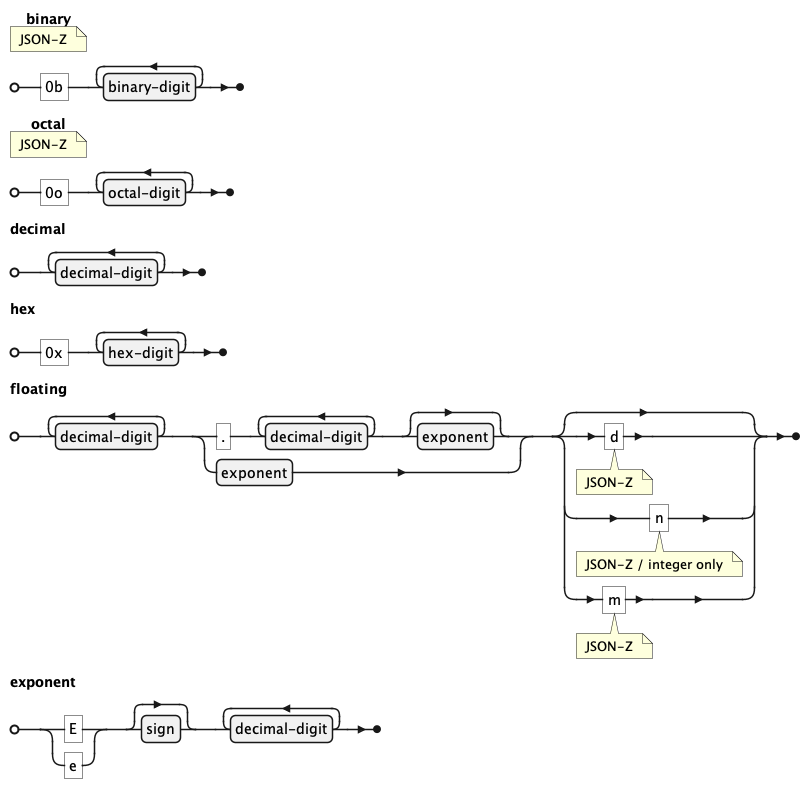 binary
JSON-Z
0b
binary-digit
octal
JSON-Z
0o
octal-digit
decimal
decimal-digit
hex
0x
hex-digit
floating
decimal-digit . decimal-digit exponent d
exponent
JSON-Z
n
JSON-Z / integer only
m
JSON-Z
exponent
E sign decimal-digit
e